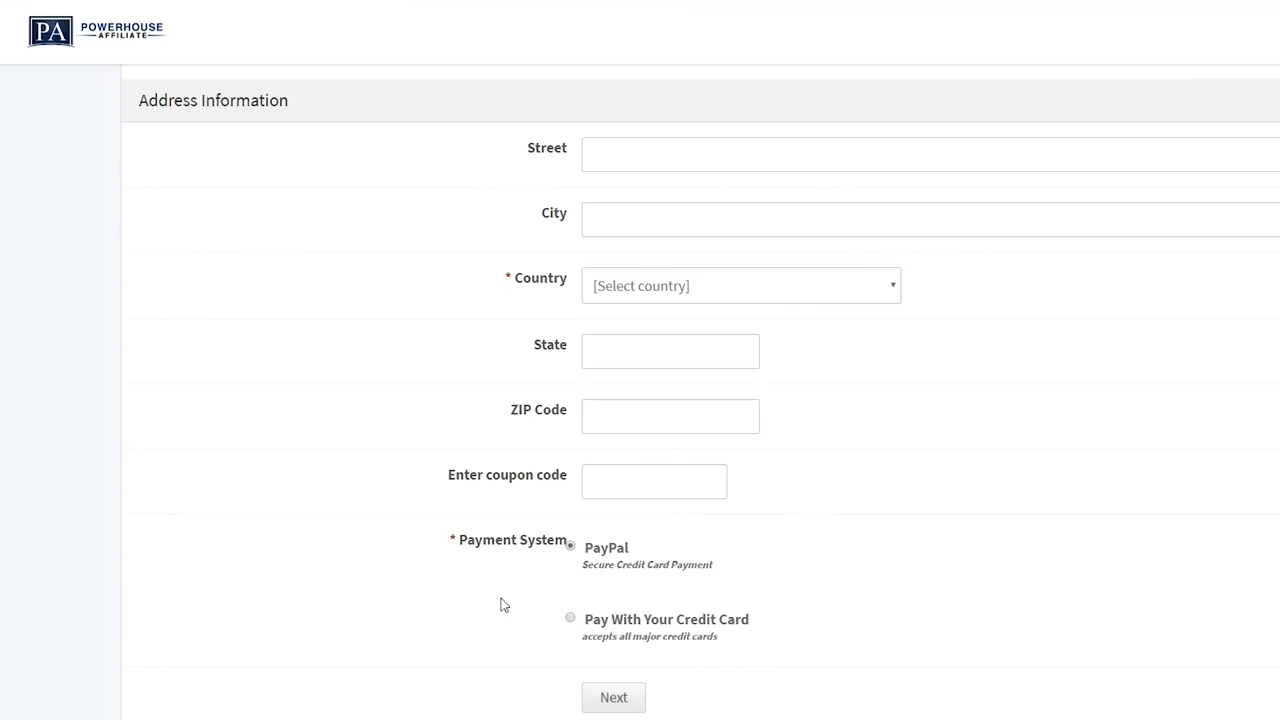 PA POWERHOUSE
AFFILIATE
Address Information
Street
City
* Country [Select country]
State
ZIP Code
Enter coupon code
* Payment System PayPal
Secure Credit Card Payment
Pay With Your Credit Card
accepts all major credit cards
Next